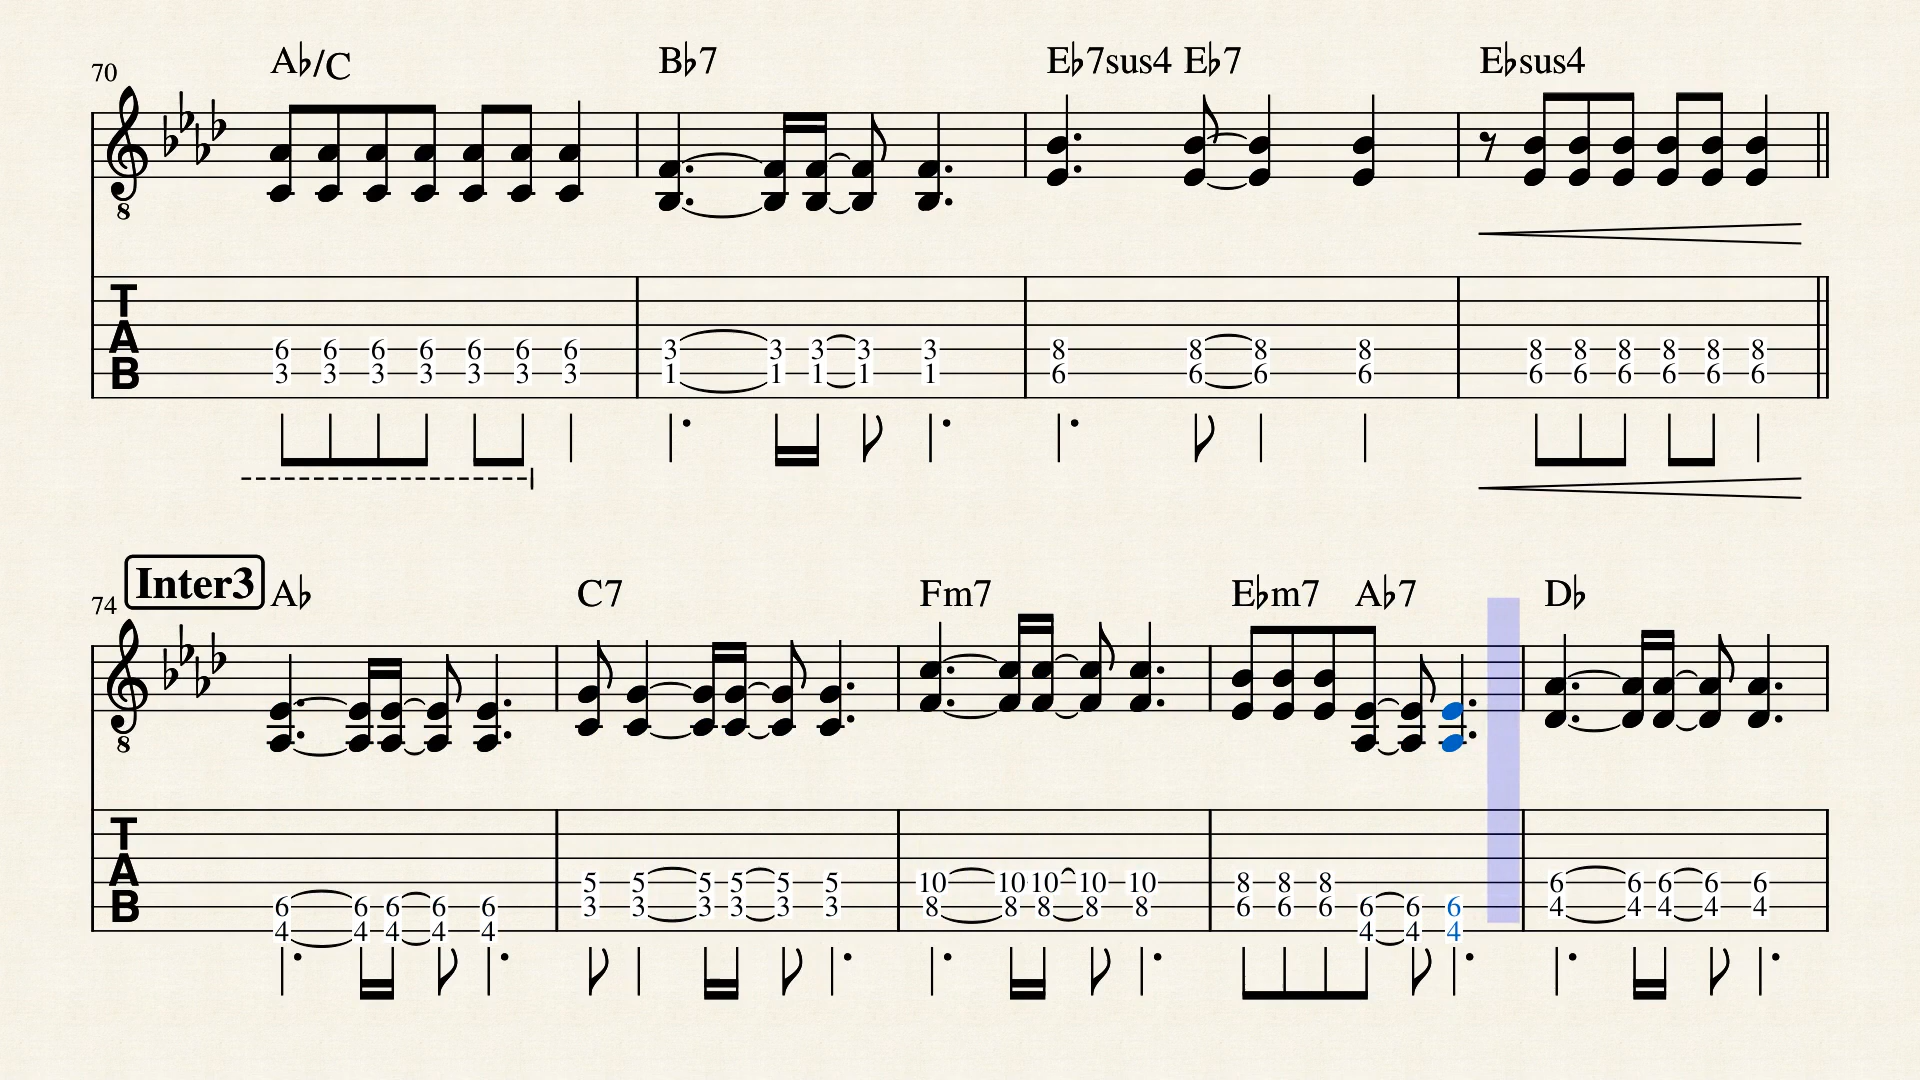 A♭/C B♭7 E♭7sus4 E♭7 E♭sus4
70
8
T
A
B
6 6 6 6 6 6 6 3 3 3 3 3 8 8 8 8 8 8 8 8 8 8
3 3 3 3 3 3 3 1 1 1 1 1 6 6 6 6 6 6 6 6 6 6
Inter3 A♭ C7 Fm7 E♭m7 A♭7 D♭
74
8
T
A
B
5 5 5 5 5 5 10 10 10 10 10 8 8 8 6 6 6 6 6
6 6 6 6 6 3 3 3 3 3 3 8 8 8 8 8 6 6 6 6 6 6 4 4 4 4 4
4 4 4 4 4 4 4 4